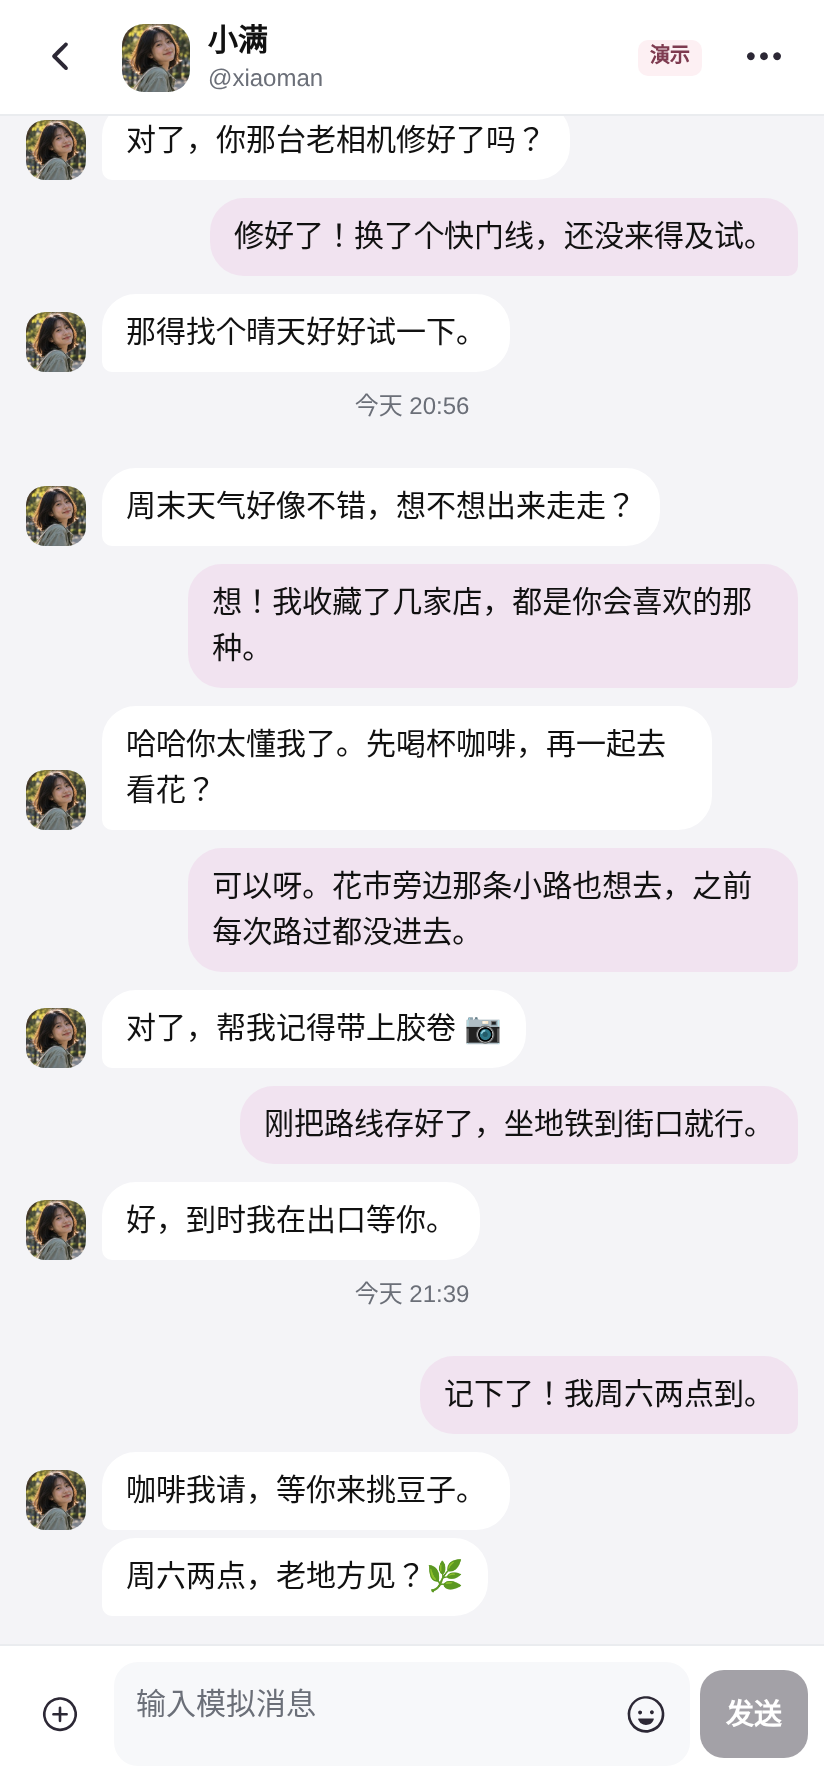 小满
@xiaoman
演示
对了，你那台老相机修好了吗？
修好了！换了个快门线，还没来得及试。
那得找个晴天好好试一下。
今天 20:56
周末天气好像不错，想不想出来走走？
想！我收藏了几家店，都是你会喜欢的那
种。
哈哈你太懂我了。先喝杯咖啡，再一起去
看花？
可以呀。花市旁边那条小路也想去，之前
每次路过都没进去。
对了，帮我记得带上胶卷 📷
刚把路线存好了，坐地铁到街口就行。
好，到时我在出口等你。
今天 21:39
记下了！我周六两点到。
咖啡我请，等你来挑豆子。
周六两点，老地方见？🌿
输入模拟消息
发送